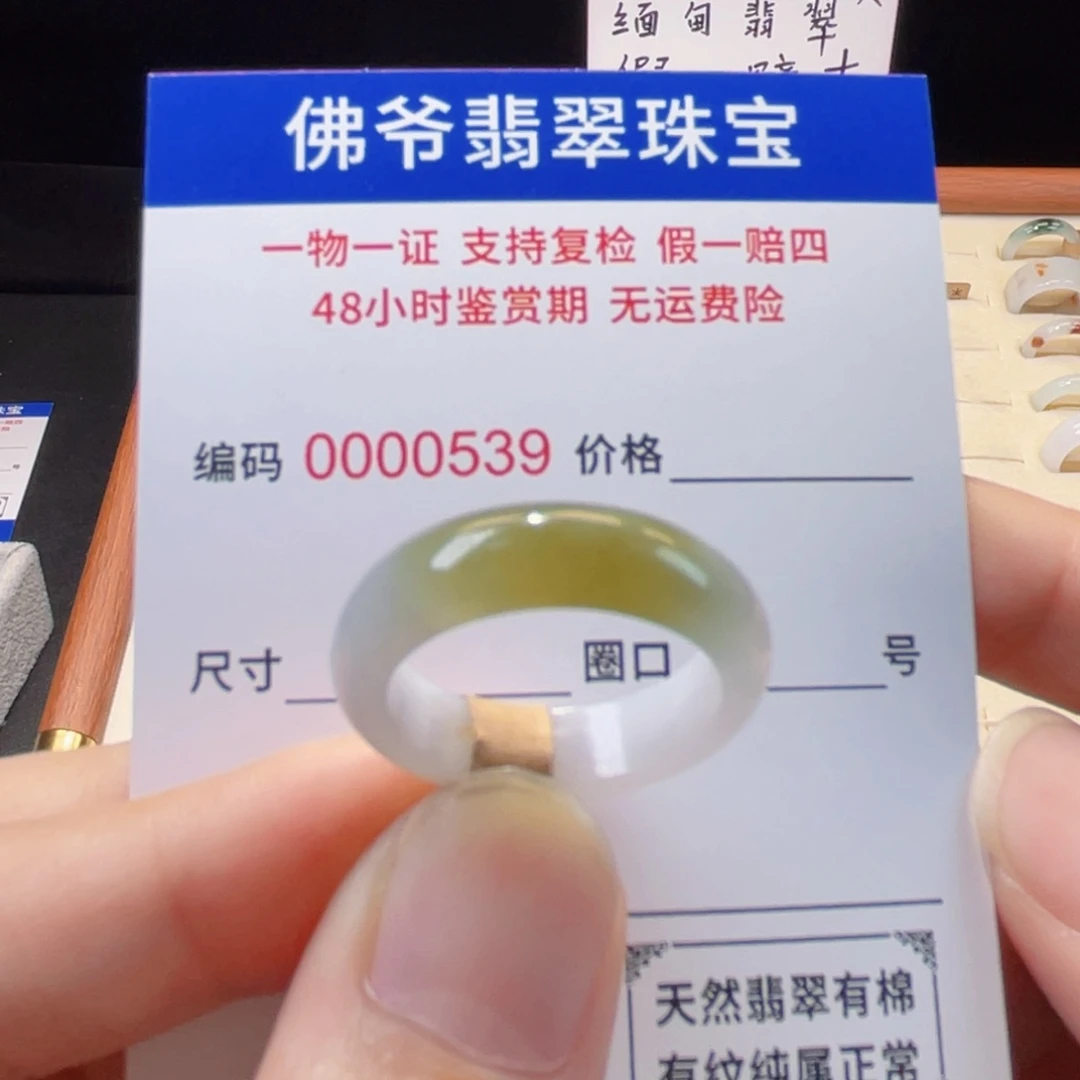 缅甸翡翠
佛爷翡翠珠宝
一物一证 支持复检 假一赔四
48小时鉴赏期 无运费险
编码 0000539 价格
尺寸 圈口 号
天然翡翠有棉
有纹纯属正常